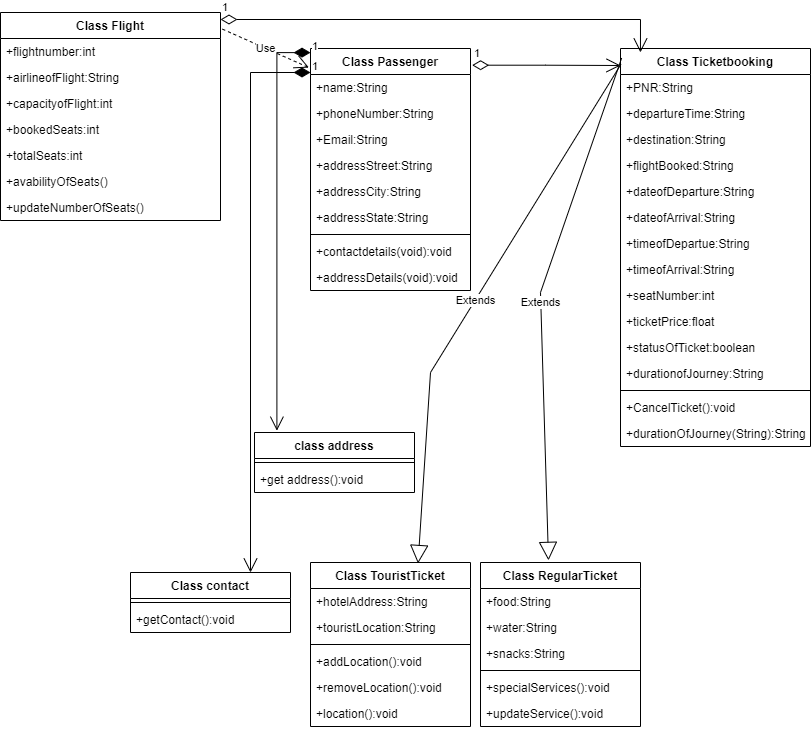 1
Class Flight
+flightnumber:int
+airlineofFlight:String
+capacityofFlight:int
+bookedSeats:int
+totalSeats:int
+avabilityOfSeats()
+updateNumberOfSeats()
Use
1
1
Class Passenger
+name:String
+phoneNumber:String
+Email:String
+addressStreet:String
+addressCity:String
+addressState:String
+contactdetails(void):void
+addressDetails(void):void
1
Class Ticketbooking
+PNR:String
+departureTime:String
+destination:String
+flightBooked:String
+dateofDeparture:String
+dateofArrival:String
+timeofDepartue:String
+timeofArrival:String
+seatNumber:int
+ticketPrice:float
+statusOfTicket:boolean
+durationofJourney:String
+CancelTicket():void
+durationOfJourney(String):String
Extends
Extends
class address
+get address():void
Class contact
+getContact():void
Class TouristTicket
+hotelAddress:String
+touristLocation:String
+addLocation():void
+removeLocation():void
+location():void
Class RegularTicket
+food:String
+water:String
+snacks:String
+specialServices():void
+updateService():void